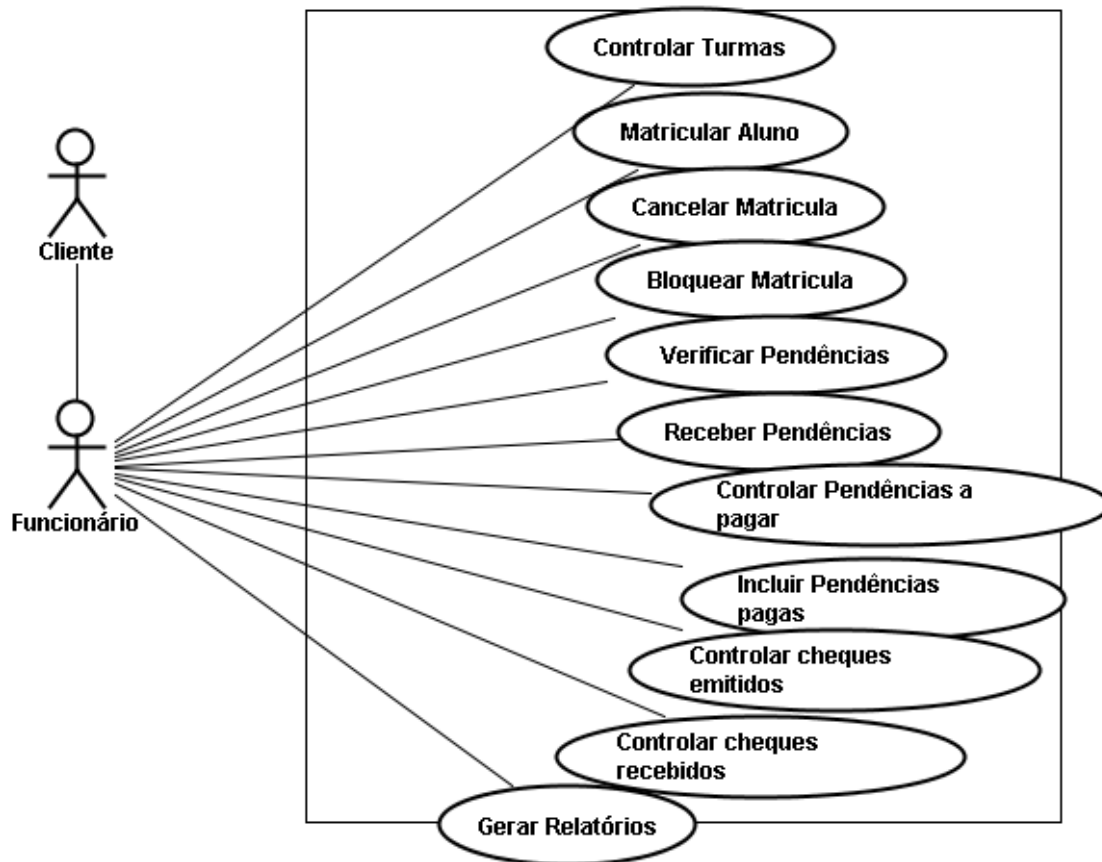 Controlar Turmas
Matricular Aluno
Cancelar Matricula
Cliente
Bloquear Matricula
Verificar Pendências
Receber Pendências
Controlar Pendências a
pagar
Funcionário
Incluir Pendências
pagas
Controlar cheques
emitidos
Controlar cheques
recebidos
Gerar Relatórios